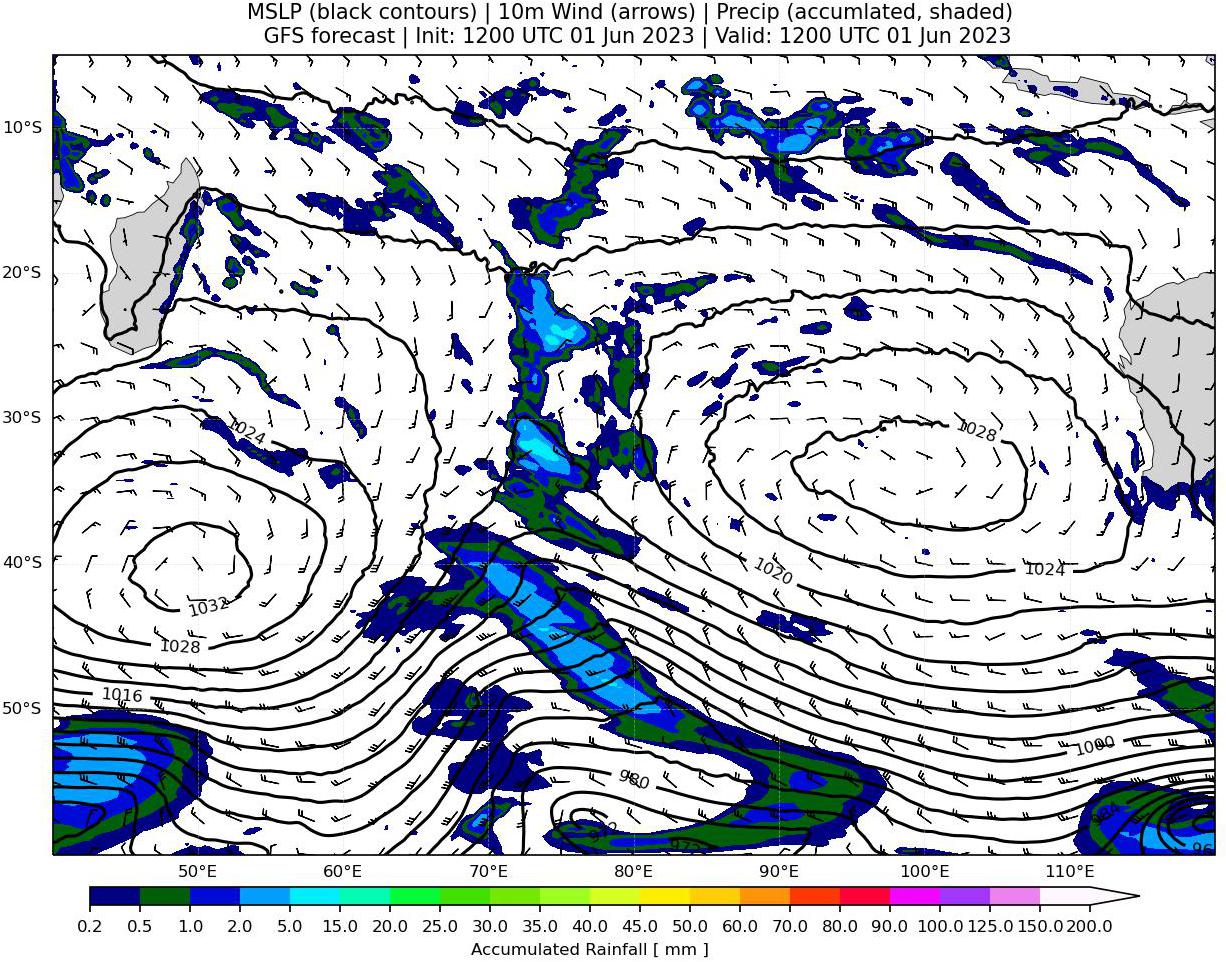 MSLP (black contours) | 10m Wind (arrows) | Precip (accumlated, shaded)
GFS forecast | Init: 1200 UTC 01 Jun 2023 | Valid: 1200 UTC 01 Jun 2023
10°S
20°S
30°S
40°S
50°S
1024
1028
1020
1024
1032
1028
1016
1000
980
984
972
96
50°E 60°E 70°E 80°E 90°E 100°E 110°E
0.2 0.5 1.0 2.0 5.0 10.0 15.0 20.0 25.0 30.0 35.0 40.0 45.0 50.0 60.0 70.0 80.0 90.0 100.0 125.0 150.0 200.0
Accumulated Rainfall [ mm ]